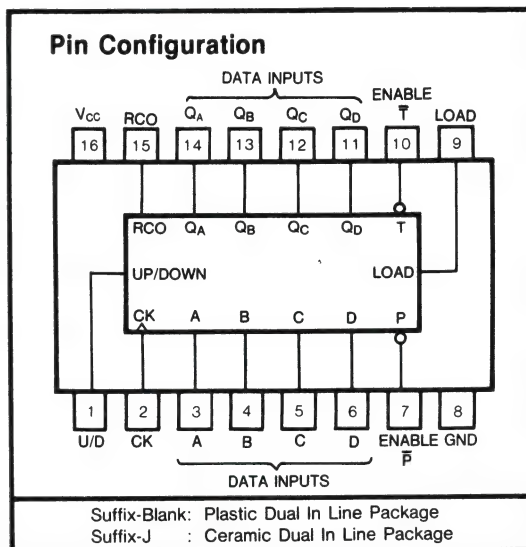 Pin Configuration
DATA INPUTS
VCC RCO QA QB QC QD ENABLE T̅ LOAD
16 15 14 13 12 11 10 9
RCO QA QB QC QD T
UP/DOWN LOAD
CK A B C D P
1 2 3 4 5 6 7 8
U/D CK A B C D ENABLE P̅ GND
DATA INPUTS
Suffix-Blank: Plastic Dual In Line Package
Suffix-J : Ceramic Dual In Line Package